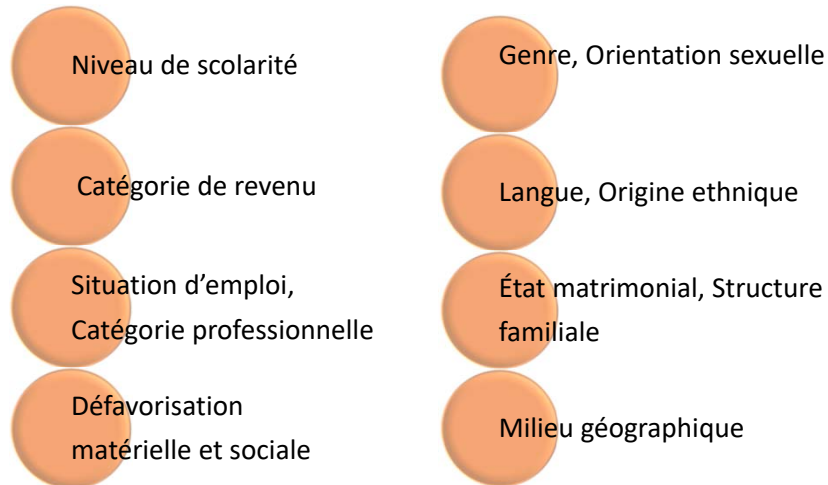 Niveau de scolarité
Catégorie de revenu
Situation d’emploi,
Catégorie professionnelle
Défavorisation
matérielle et sociale
Genre, Orientation sexuelle
Langue, Origine ethnique
État matrimonial, Structure
familiale
Milieu géographique